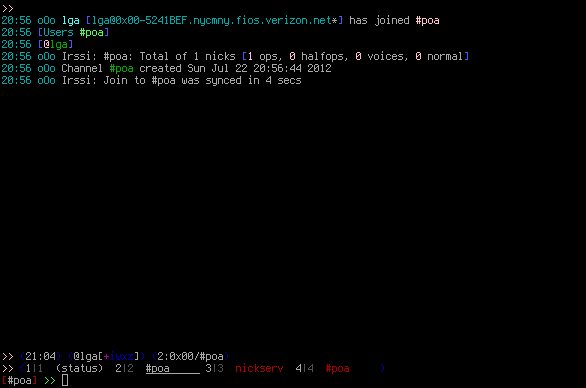 >>
20:56 oOo lga [lga@0x00-5241BEF.nycmny.fios.verizon.net*] has joined #poa
20:56 [Users #poa]
20:56 [@lga]
20:56 oOo Irssi: #poa: Total of 1 nicks [1 ops, 0 halfops, 0 voices, 0 normal]
20:56 oOo Channel #poa created Sun Jul 22 20:56:44 2012
20:56 oOo Irssi: Join to #poa was synced in 4 secs
>> (21:04) (@lga[+]) (2:0x00/#poa)
>> (1|1 (status) 2|2 #poa 3|3 nickserv 4|4 #poa )
[#poa] >>